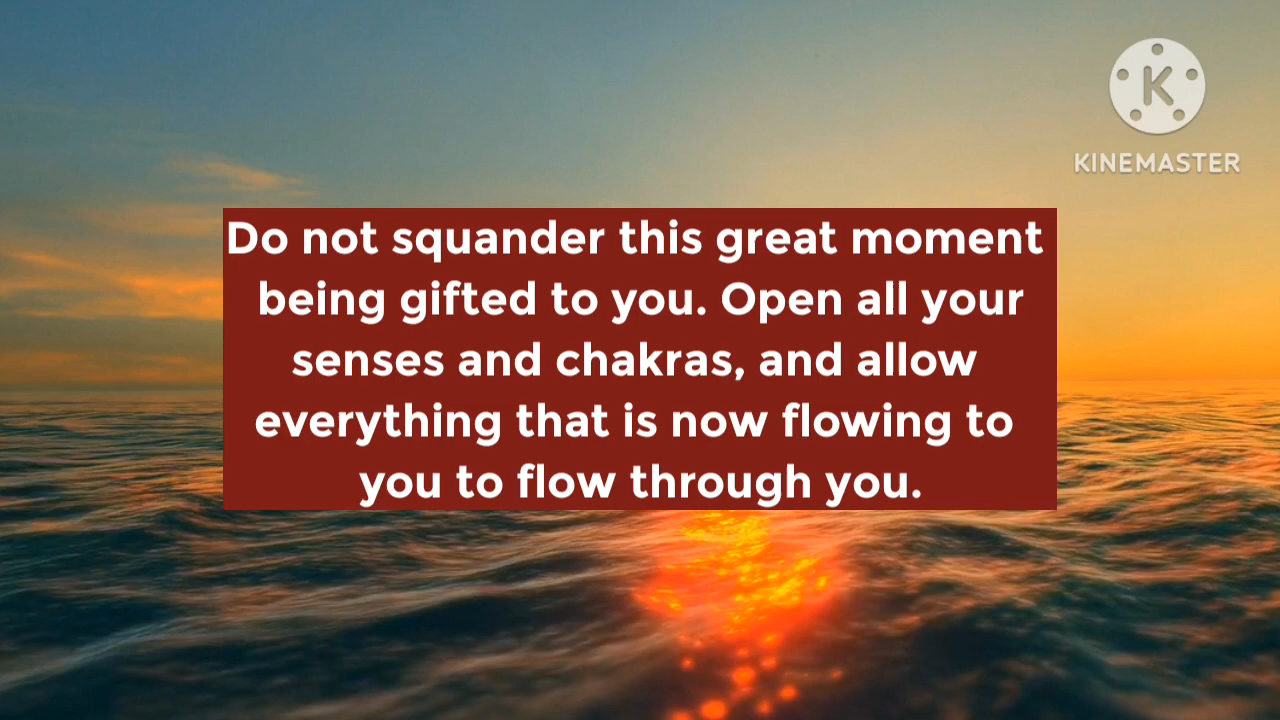 K
KINEMASTER
Do not squander this great moment
being gifted to you. Open all your
senses and chakras, and allow
everything that is now flowing to
you to flow through you.